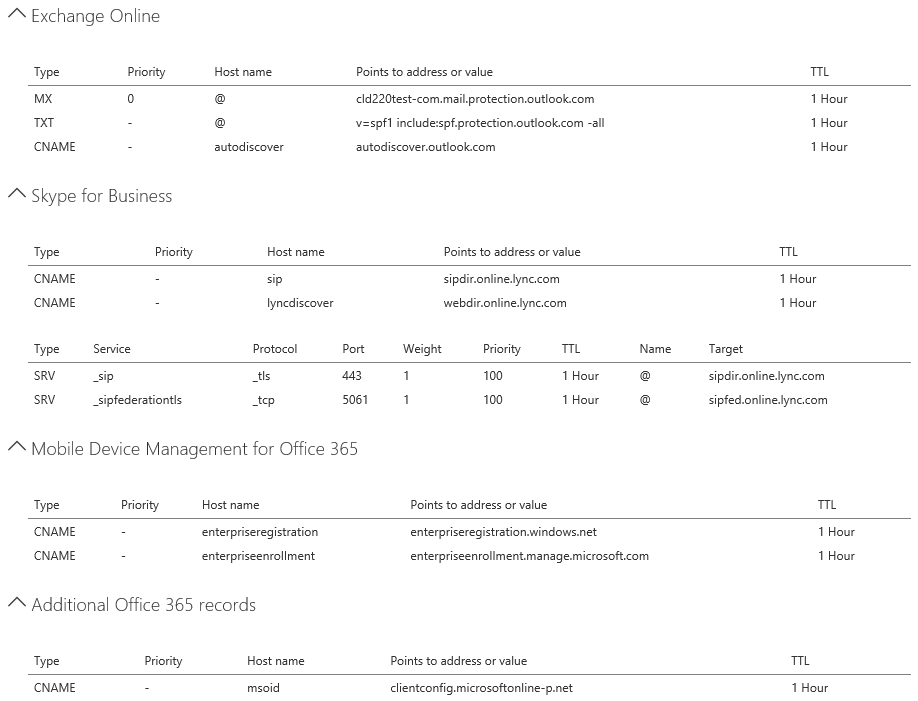 Exchange Online
Type Priority Host name Points to address or value TTL
MX 0 @ cld220test-com.mail.protection.outlook.com 1 Hour
TXT - @ v=spf1 include:spf.protection.outlook.com -all 1 Hour
CNAME - autodiscover autodiscover.outlook.com 1 Hour
Skype for Business
Type Priority Host name Points to address or value TTL
CNAME - sip sipdir.online.lync.com 1 Hour
CNAME - lyncdiscover webdir.online.lync.com 1 Hour
Type Service Protocol Port Weight Priority TTL Name Target
SRV _sip _tls 443 1 100 1 Hour @ sipdir.online.lync.com
SRV _sipfederationtls _tcp 5061 1 100 1 Hour @ sipfed.online.lync.com
Mobile Device Management for Office 365
Type Priority Host name Points to address or value TTL
CNAME - enterpriseregistration enterpriseregistration.windows.net 1 Hour
CNAME - enterpriseenrollment enterpriseenrollment.manage.microsoft.com 1 Hour
Additional Office 365 records
Type Priority Host name Points to address or value TTL
CNAME - msoid clientconfig.microsoftonline-p.net 1 Hour